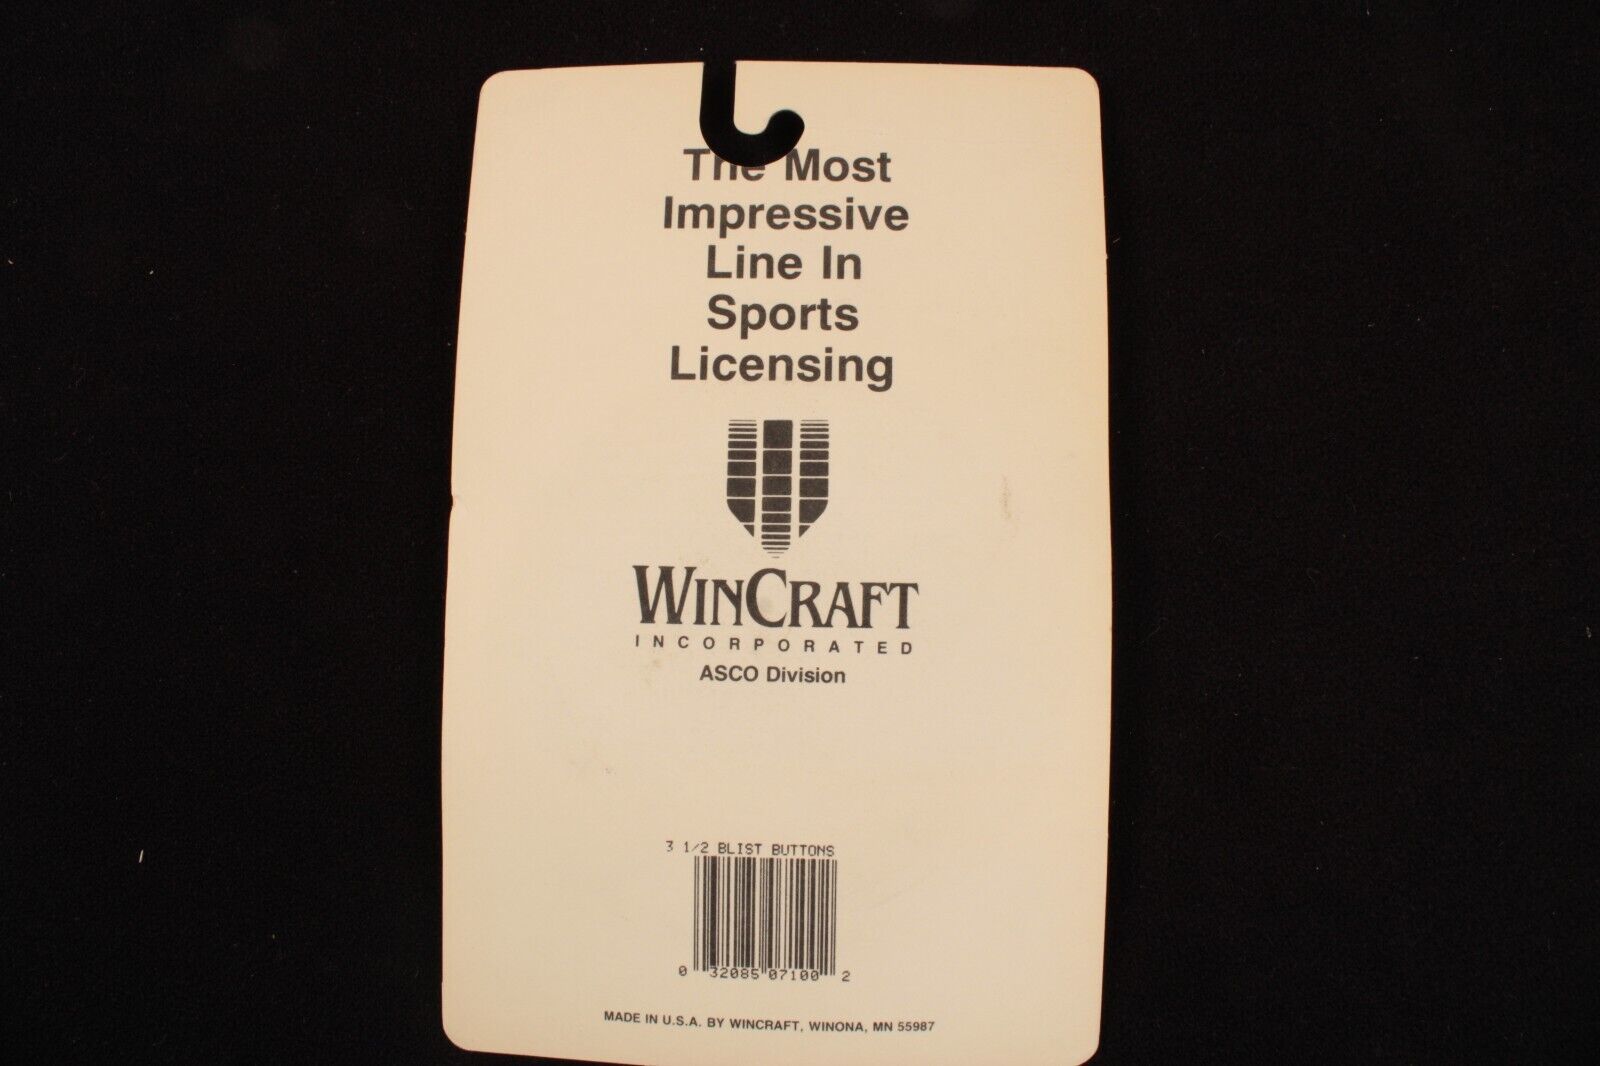 The Most
Impressive
Line In
Sports
Licensing
WINCRAFT
INCORPORATED
ASCO Division
3 1/2 BLIST BUTTONS
0 32085 07100 2
MADE IN U.S.A. BY WINCRAFT, WINONA, MN 55987